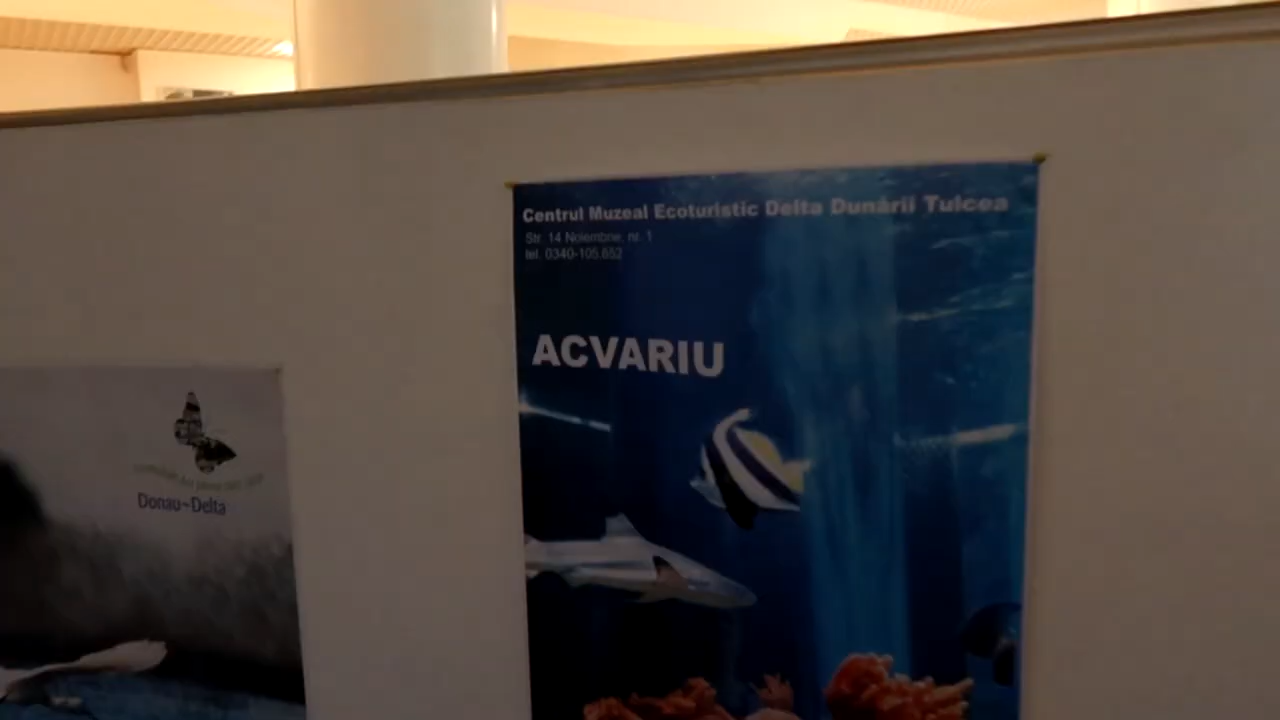 Centrul Muzeal Ecoturistic Delta Dunării Tulcea
Str. 14 Noiembrie, nr. 1
tel. 0340-105.652
ACVARIU
Donau~Delta